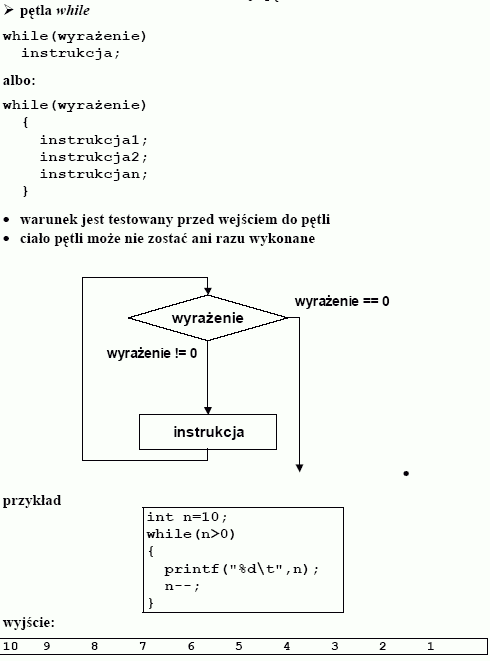 ➢ pętla while
while(wyrażenie)
instrukcja;
albo:
while(wyrażenie)
{
instrukcja1;
instrukcja2;
instrukcjan;
}
• warunek jest testowany przed wejściem do pętli
• ciało pętli może nie zostać ani razu wykonane
wyrażenie == 0
wyrażenie
wyrażenie != 0
instrukcja
•
przykład
int n=10;
while(n>0)
{
printf("%d\t",n);
n--;
}
wyjście:
10 9 8 7 6 5 4 3 2 1